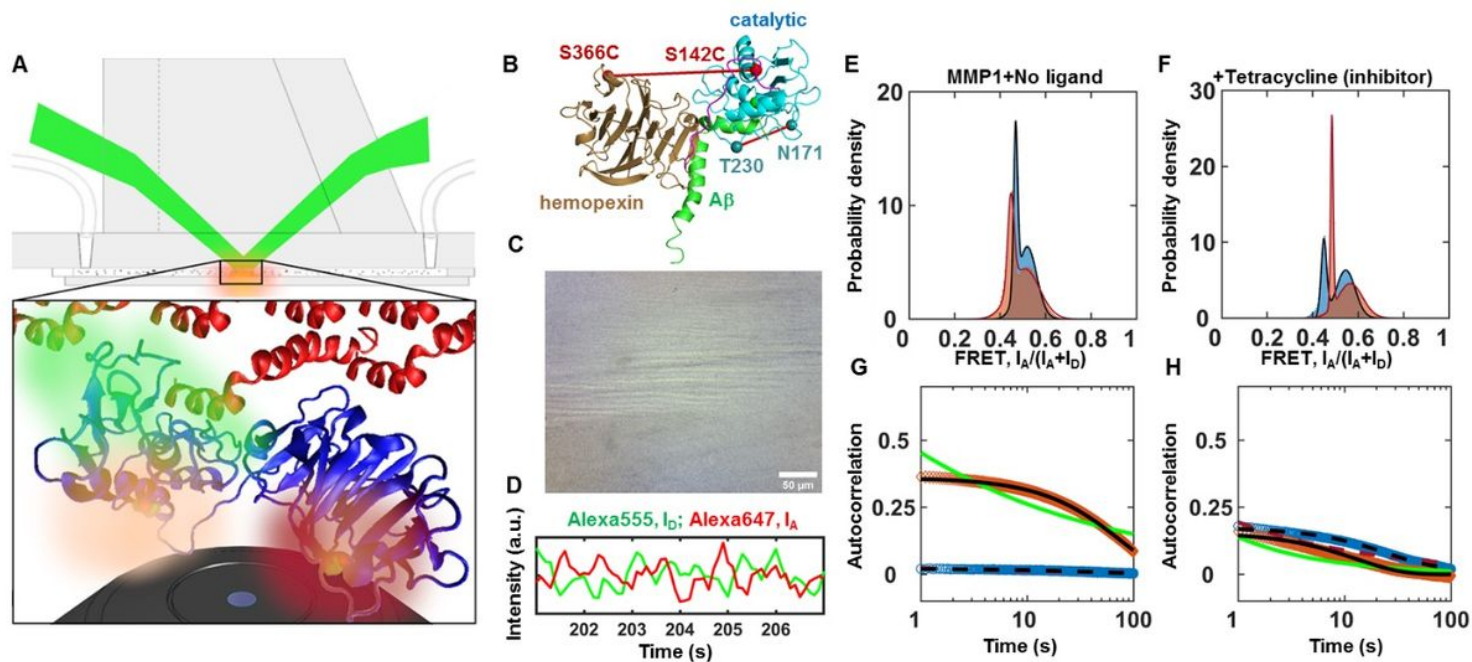 A
B
S366C
S142C
catalytic
T230
N171
hemopexin
Aβ
C
50 µm
D
Alexa555, I_D; Alexa647, I_A
Intensity (a.u.)
202 203 204 205 206
Time (s)
E
MMP1+No ligand
Probability density
20
10
0
0 0.2 0.4 0.6 0.8 1
FRET, I_A/(I_A+I_D)
F
+Tetracycline (inhibitor)
Probability density
30
20
10
0
0 0.2 0.4 0.6 0.8 1
FRET, I_A/(I_A+I_D)
G
Autocorrelation
0.5
0.25
0
1 10 100
Time (s)
H
Autocorrelation
0.5
0.25
0
1 10 100
Time (s)